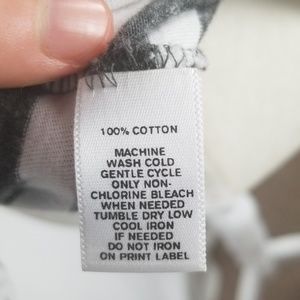 100% COTTON
MACHINE
WASH COLD
GENTLE CYCLE
ONLY NON-
CHLORINE BLEACH
WHEN NEEDED
TUMBLE DRY LOW
COOL IRON
IF NEEDED
DO NOT IRON
ON PRINT LABEL